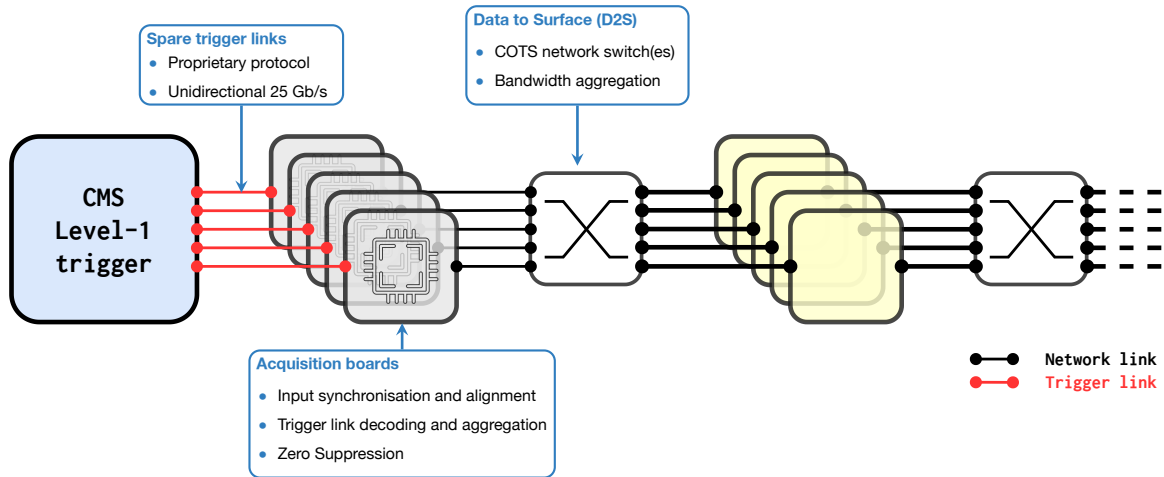 Spare trigger links
Proprietary protocol
Unidirectional 25 Gb/s
Data to Surface (D2S)
COTS network switch(es)
Bandwidth aggregation
CMS
Level-1
trigger
Acquisition boards
Input synchronisation and alignment
Trigger link decoding and aggregation
Zero Suppression
Network link
Trigger link